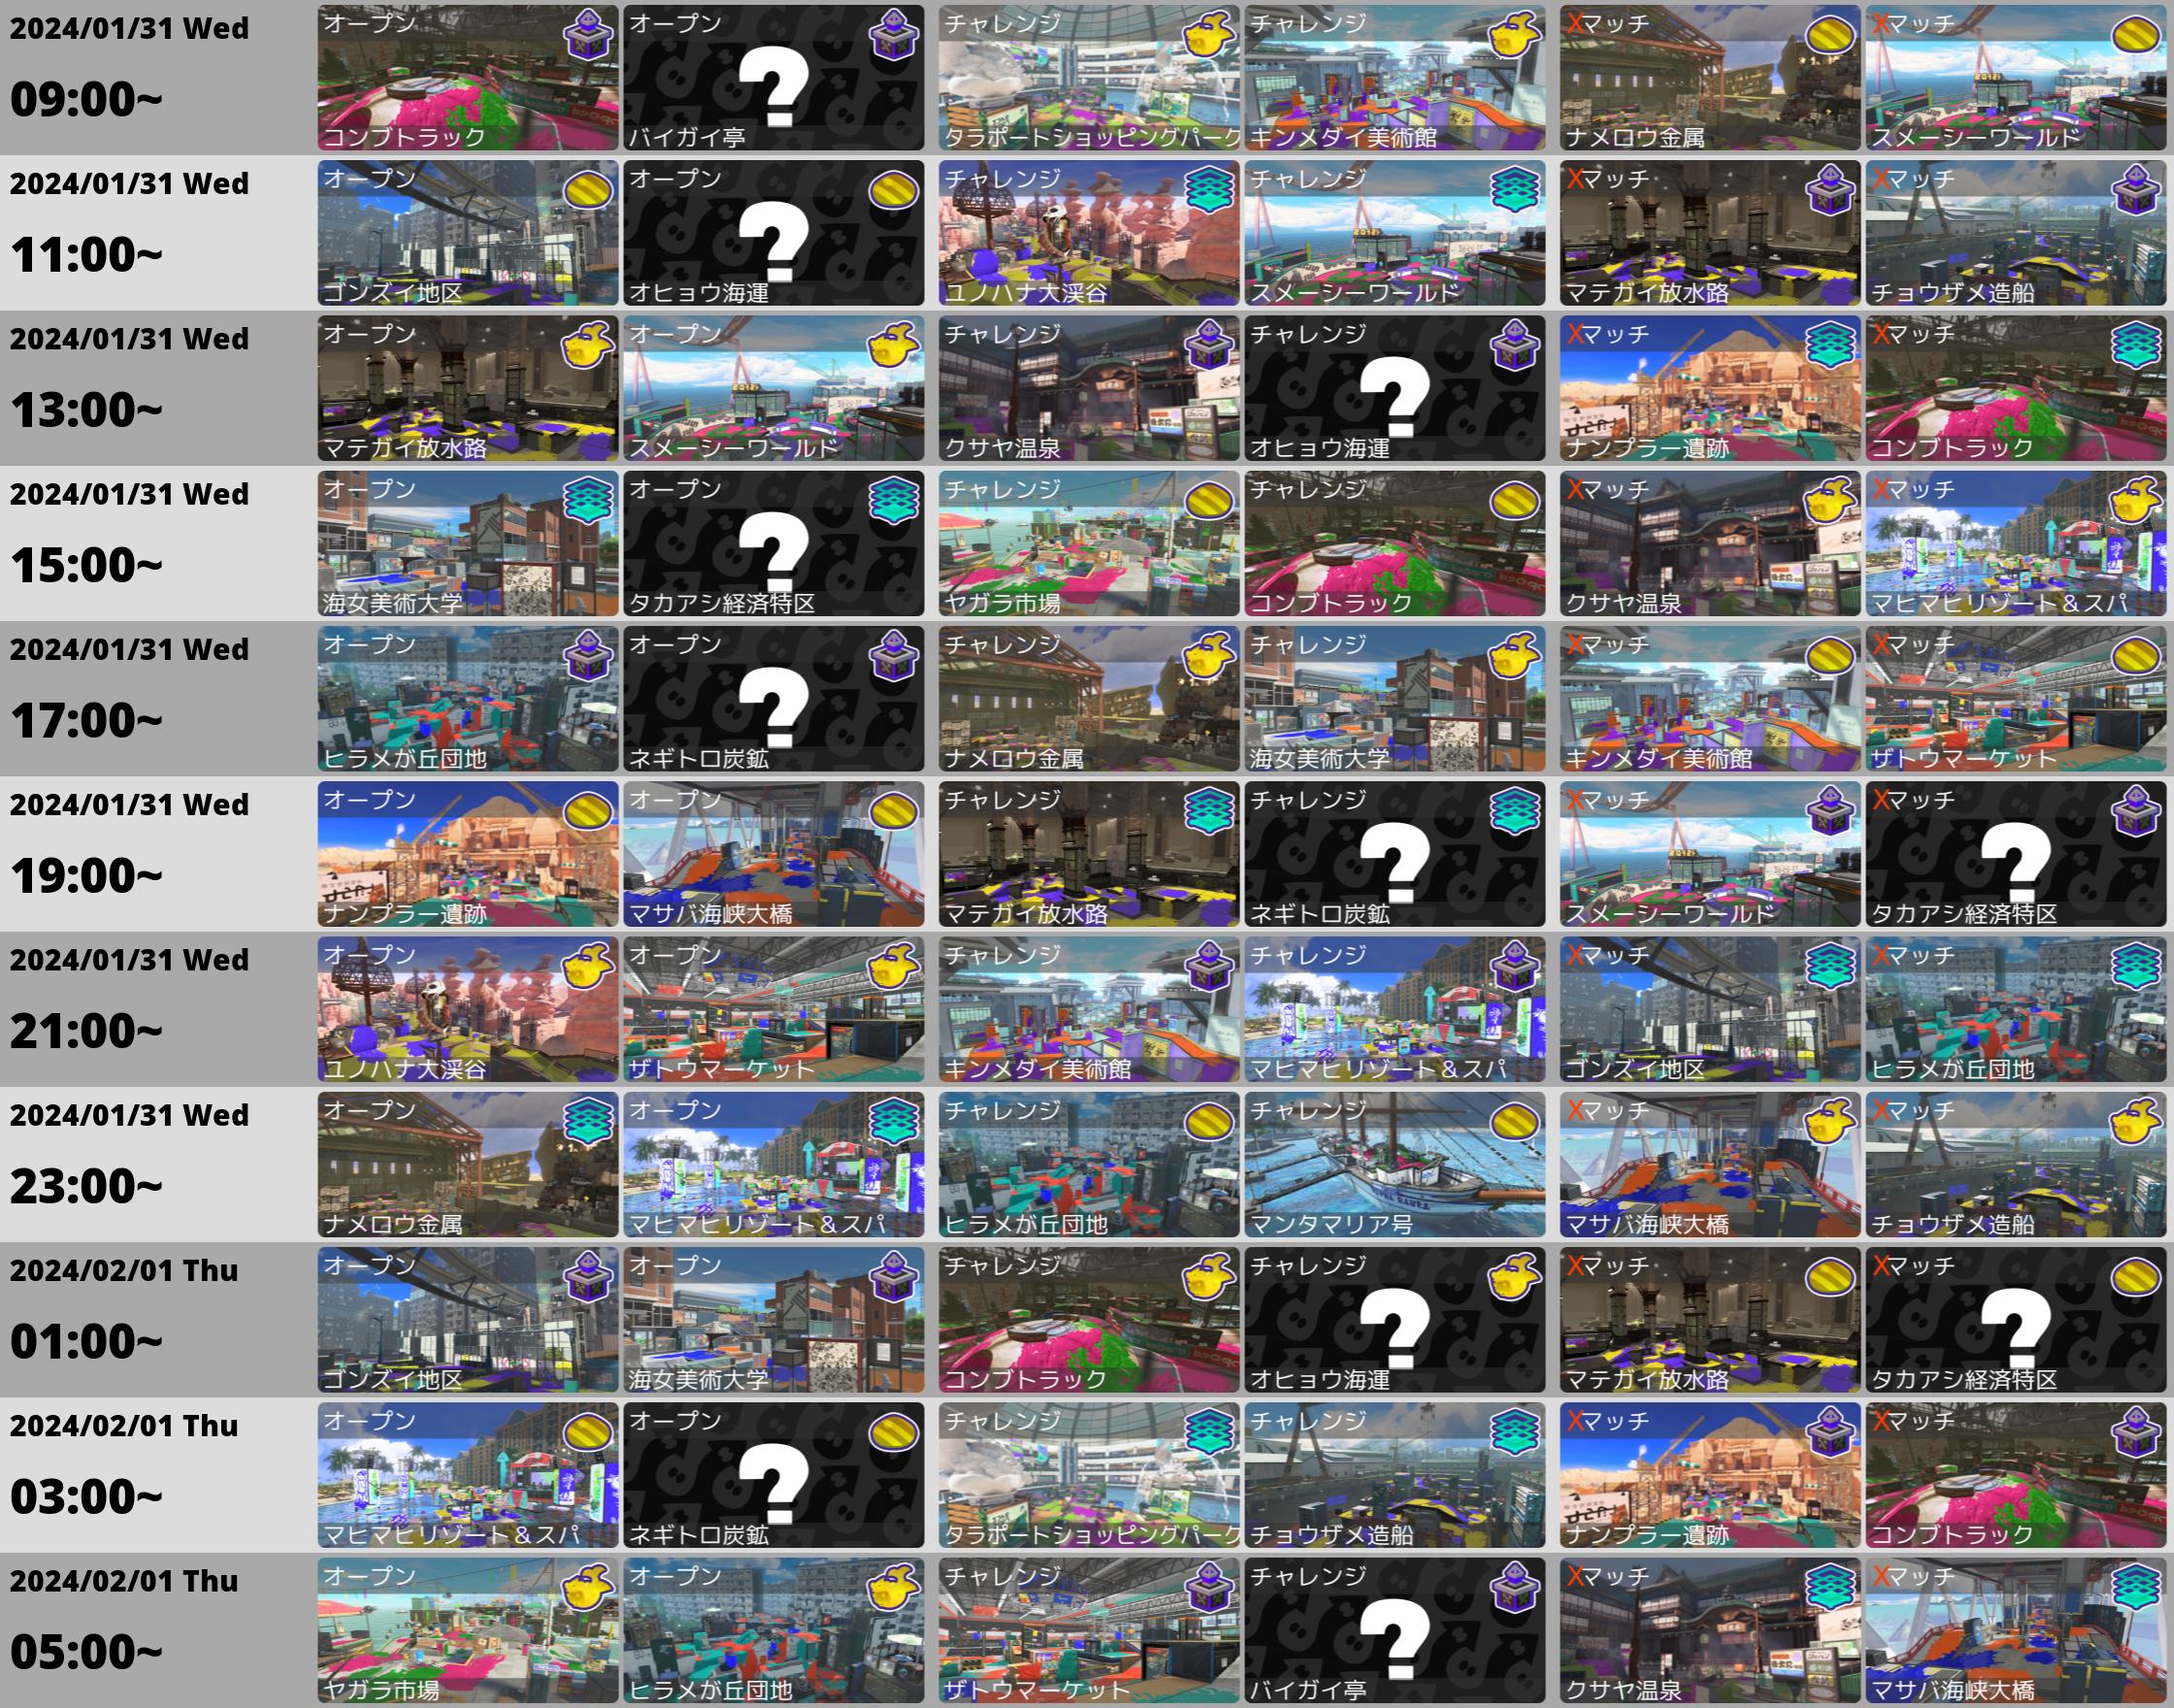 2024/01/31 Wed
09:00~
オープン
コンブトラック
オープン
バイガイ亭
チャレンジ
タラポートショッピングパーク
チャレンジ
キンメダイ美術館
Xマッチ
ナメロウ金属
Xマッチ
スメーシーワールド
2024/01/31 Wed
11:00~
オープン
ゴンズイ地区
オープン
オヒョウ海運
チャレンジ
ユノハナ大渓谷
チャレンジ
スメーシーワールド
Xマッチ
マテガイ放水路
Xマッチ
チョウザメ造船
2024/01/31 Wed
13:00~
オープン
マテガイ放水路
オープン
スメーシーワールド
チャレンジ
クサヤ温泉
チャレンジ
オヒョウ海運
Xマッチ
ナンプラー遺跡
Xマッチ
コンブトラック
2024/01/31 Wed
15:00~
オープン
海女美術大学
オープン
タカアシ経済特区
チャレンジ
ヤガラ市場
チャレンジ
コンブトラック
Xマッチ
クサヤ温泉
Xマッチ
マヒマヒリゾート＆スパ
2024/01/31 Wed
17:00~
オープン
ヒラメが丘団地
オープン
ネギトロ炭鉱
チャレンジ
ナメロウ金属
チャレンジ
海女美術大学
Xマッチ
キンメダイ美術館
Xマッチ
ザトウマーケット
2024/01/31 Wed
19:00~
オープン
ナンプラー遺跡
オープン
マサバ海峡大橋
チャレンジ
マテガイ放水路
チャレンジ
ネギトロ炭鉱
Xマッチ
スメーシーワールド
Xマッチ
タカアシ経済特区
2024/01/31 Wed
21:00~
オープン
ユノハナ大渓谷
オープン
ザトウマーケット
チャレンジ
キンメダイ美術館
チャレンジ
マヒマヒリゾート＆スパ
Xマッチ
ゴンズイ地区
Xマッチ
ヒラメが丘団地
2024/01/31 Wed
23:00~
オープン
ナメロウ金属
オープン
マヒマヒリゾート＆スパ
チャレンジ
ヒラメが丘団地
チャレンジ
マンタマリア号
Xマッチ
マサバ海峡大橋
Xマッチ
チョウザメ造船
2024/02/01 Thu
01:00~
オープン
ゴンズイ地区
オープン
海女美術大学
チャレンジ
コンブトラック
チャレンジ
オヒョウ海運
Xマッチ
マテガイ放水路
Xマッチ
タカアシ経済特区
2024/02/01 Thu
03:00~
オープン
マヒマヒリゾート＆スパ
オープン
ネギトロ炭鉱
チャレンジ
タラポートショッピングパーク
チャレンジ
チョウザメ造船
Xマッチ
ナンプラー遺跡
Xマッチ
コンブトラック
2024/02/01 Thu
05:00~
オープン
ヤガラ市場
オープン
ヒラメが丘団地
チャレンジ
ザトウマーケット
チャレンジ
バイガイ亭
Xマッチ
クサヤ温泉
Xマッチ
マサバ海峡大橋